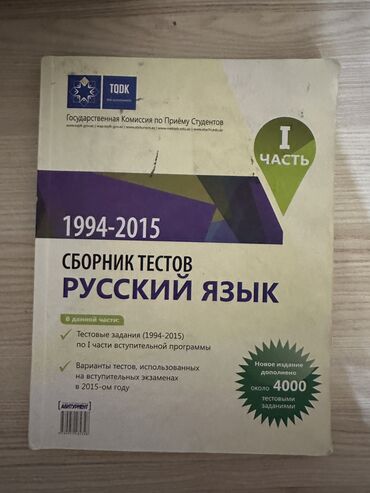 TQDK
Государственная Комиссия по Приёму Студентов
I
ЧАСТЬ
1994-2015
СБОРНИК ТЕСТОВ
РУССКИЙ ЯЗЫК
В данной части:
Тестовые задания (1994-2015)
по I части вступительной программы
Варианты тестов, использованных
на вступительных экзаменах
в 2015-ом году
Новое издание
дополнено
около 4000
тестовыми
заданиями
АБИТУРИЕНТ